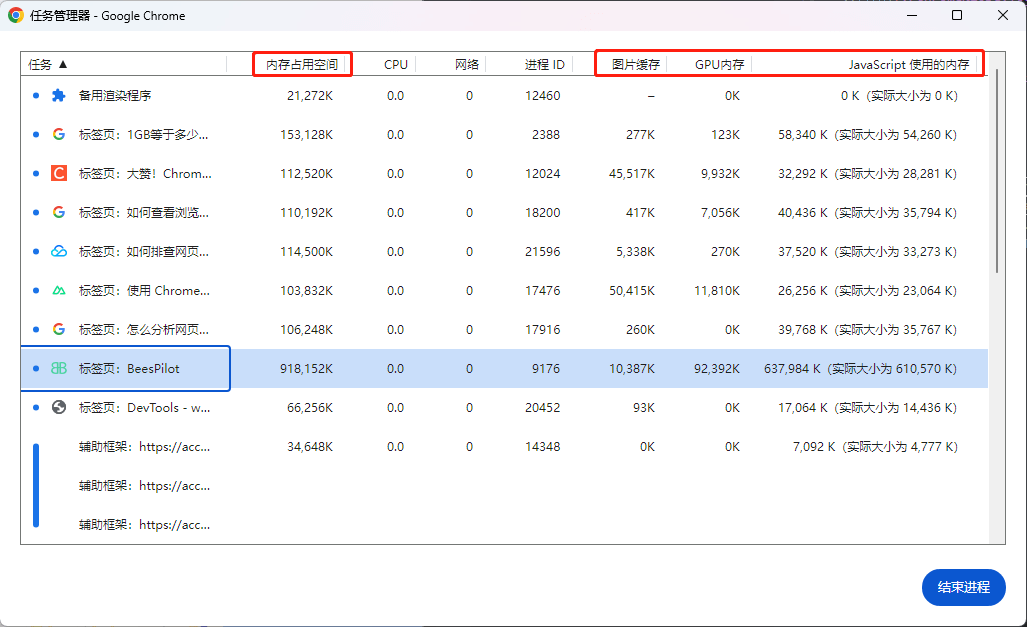 任务管理器 - Google Chrome
任务 ▲ 内存占用空间 CPU 网络 进程 ID 图片缓存 GPU内存 JavaScript 使用的内存
备用渲染程序 21,272K 0.0 0 12460 – 0K 0 K (实际大小为 0 K)
标签页：1GB等于多少... 153,128K 0.0 0 2388 277K 123K 58,340 K (实际大小为 54,260 K)
C 标签页：大赞！Chrom... 112,520K 0.0 0 12024 45,517K 9,932K 32,292 K (实际大小为 28,281 K)
标签页：如何查看浏览... 110,192K 0.0 0 18200 417K 7,056K 40,436 K (实际大小为 35,794 K)
标签页：如何排查网页... 114,500K 0.0 0 21596 5,338K 270K 37,520 K (实际大小为 33,273 K)
标签页：使用 Chrome... 103,832K 0.0 0 17476 50,415K 11,810K 26,256 K (实际大小为 23,064 K)
标签页：怎么分析网页... 106,248K 0.0 0 17916 260K 0K 39,768 K (实际大小为 35,767 K)
标签页：BeesPilot 918,152K 0.0 0 9176 10,387K 92,392K 637,984 K (实际大小为 610,570 K)
标签页：DevTools - w... 66,256K 0.0 0 20452 93K 0K 17,064 K (实际大小为 14,436 K)
辅助框架：https://acc... 34,648K 0.0 0 14348 0K 0K 7,092 K (实际大小为 4,777 K)
辅助框架：https://acc...
辅助框架：https://acc...
结束进程